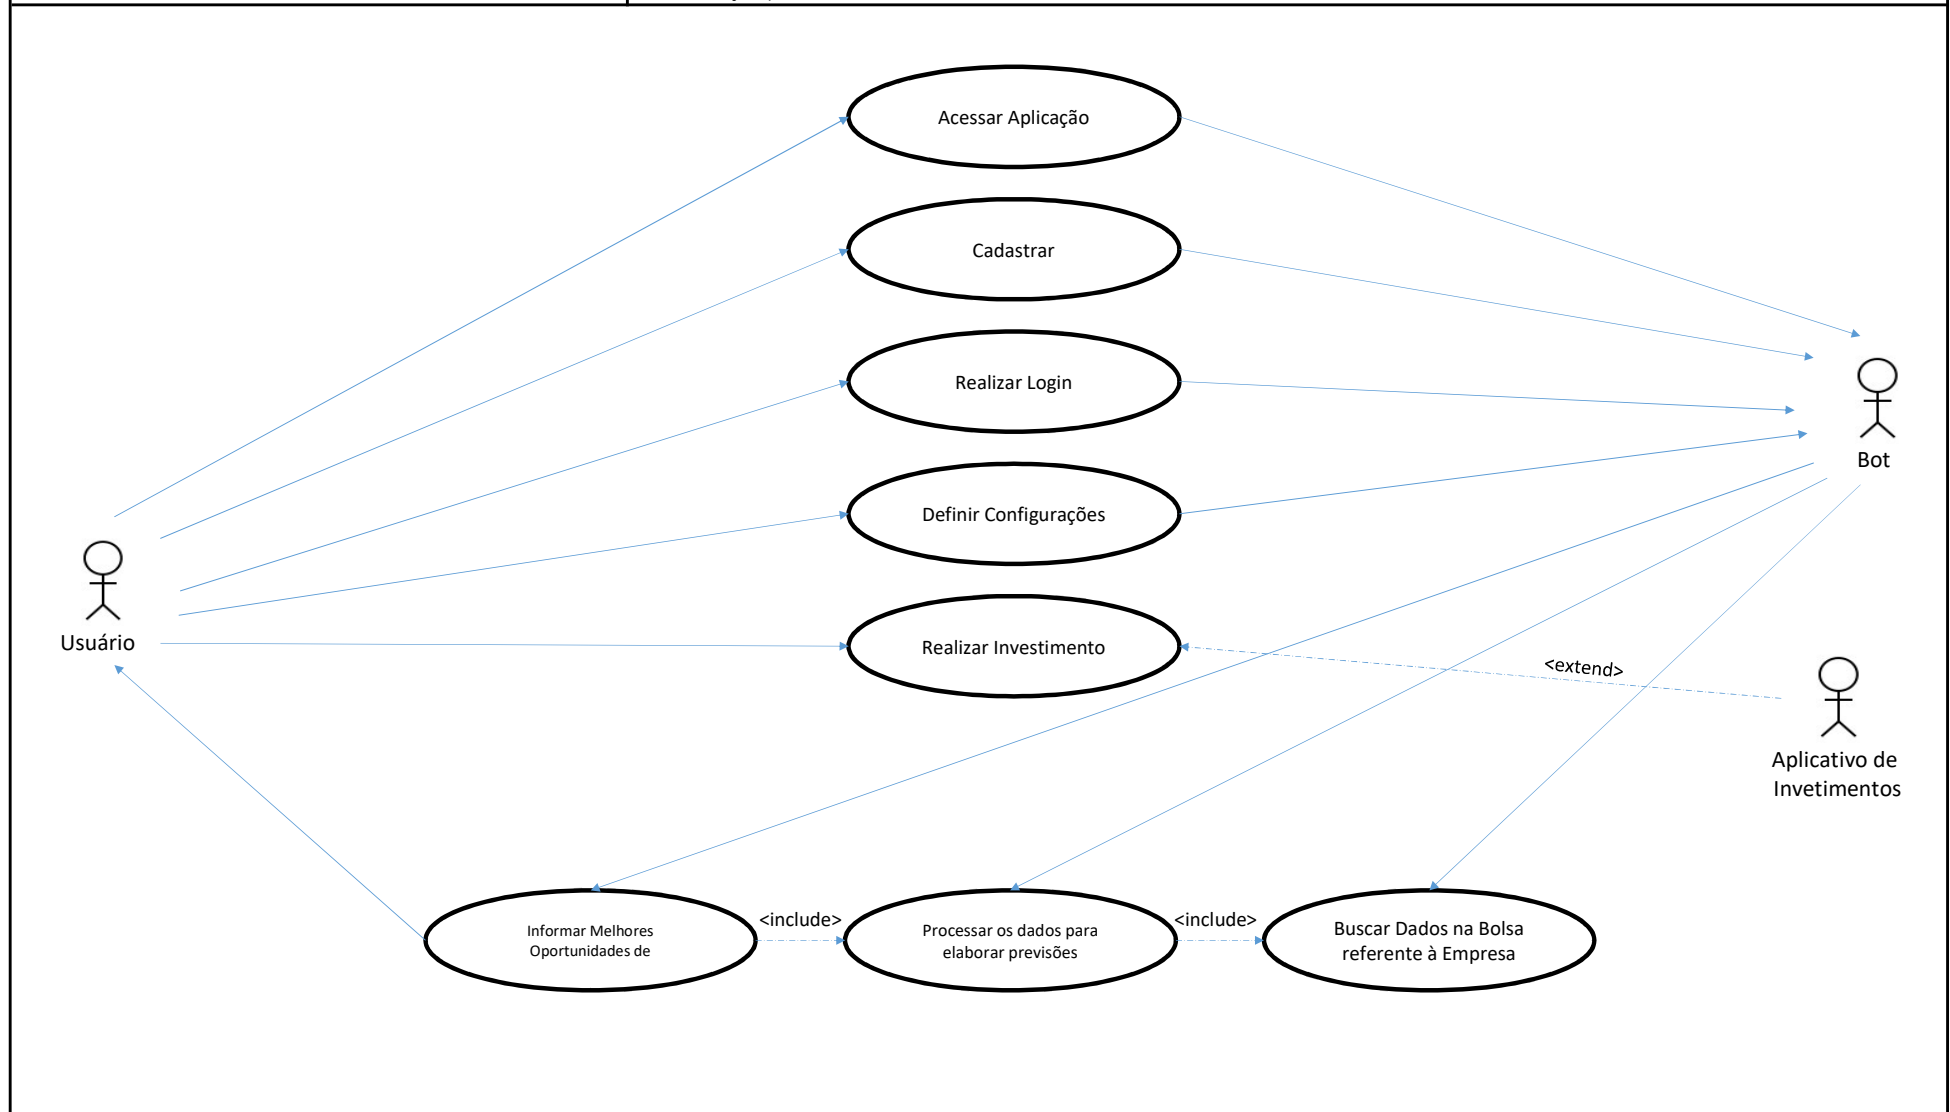 Acessar Aplicação
Cadastrar
Realizar Login
Bot
Definir Configurações
Usuário
Realizar Investimento
<extend>
Aplicativo de
Invetimentos
Informar Melhores
Oportunidades de
<include>
Processar os dados para
elaborar previsões
<include>
Buscar Dados na Bolsa
referente à Empresa